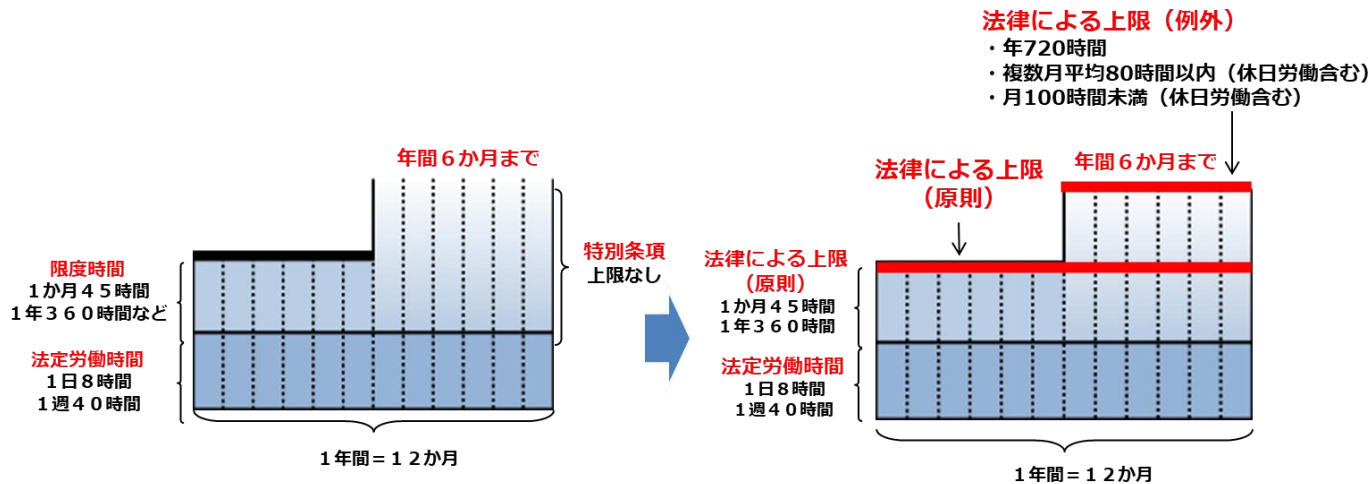 年間６か月まで
限度時間
１か月４５時間
１年３６０時間など
法定労働時間
１日８時間
１週４０時間
特別条項
上限なし
１年間＝１２か月
法律による上限（例外）
・年720時間
・複数月平均80時間以内（休日労働含む）
・月100時間未満（休日労働含む）
年間６か月まで
法律による上限
（原則）
法律による上限
（原則）
１か月４５時間
１年３６０時間
法定労働時間
１日８時間
１週４０時間
１年間＝１２か月